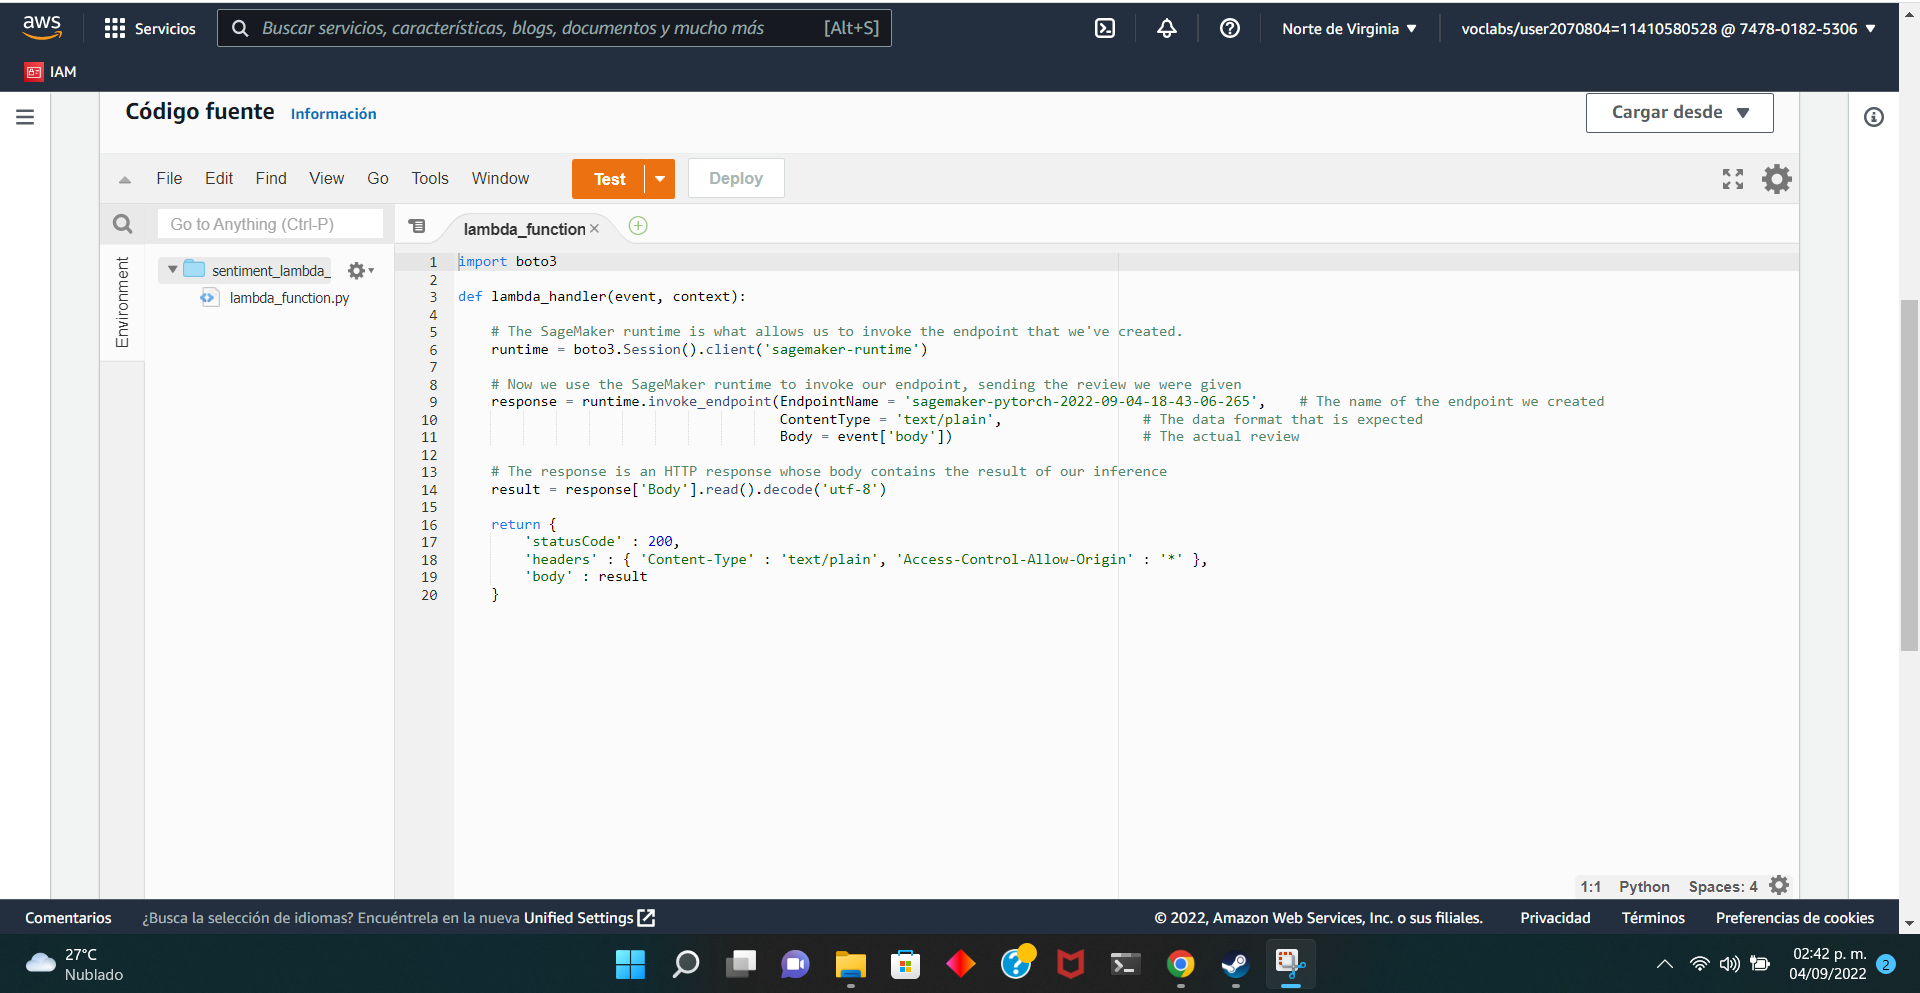 aws
Servicios
Buscar servicios, características, blogs, documentos y mucho más [Alt+S]
Norte de Virginia
voclabs/user2070804=11410580528 @ 7478-0182-5306
IAM
Código fuente Información
Cargar desde
File Edit Find View Go Tools Window
Test
Deploy
Go to Anything (Ctrl-P)
lambda_function
Environment
sentiment_lambda_
lambda_function.py
1 import boto3
2
3 def lambda_handler(event, context):
4
5 # The SageMaker runtime is what allows us to invoke the endpoint that we've created.
6 runtime = boto3.Session().client('sagemaker-runtime')
7
8 # Now we use the SageMaker runtime to invoke our endpoint, sending the review we were given
9 response = runtime.invoke_endpoint(EndpointName = 'sagemaker-pytorch-2022-09-04-18-43-06-265', # The name of the endpoint we created
10 ContentType = 'text/plain', # The data format that is expected
11 Body = event['body']) # The actual review
12
13 # The response is an HTTP response whose body contains the result of our inference
14 result = response['Body'].read().decode('utf-8')
15
16 return {
17 'statusCode' : 200,
18 'headers' : { 'Content-Type' : 'text/plain', 'Access-Control-Allow-Origin' : '*' },
19 'body' : result
20 }
1:1 Python Spaces: 4
Comentarios ¿Busca la selección de idiomas? Encuéntrela en la nueva Unified Settings
© 2022, Amazon Web Services, Inc. o sus filiales. Privacidad Términos Preferencias de cookies
27°C
Nublado
02:42 p. m.
04/09/2022
2